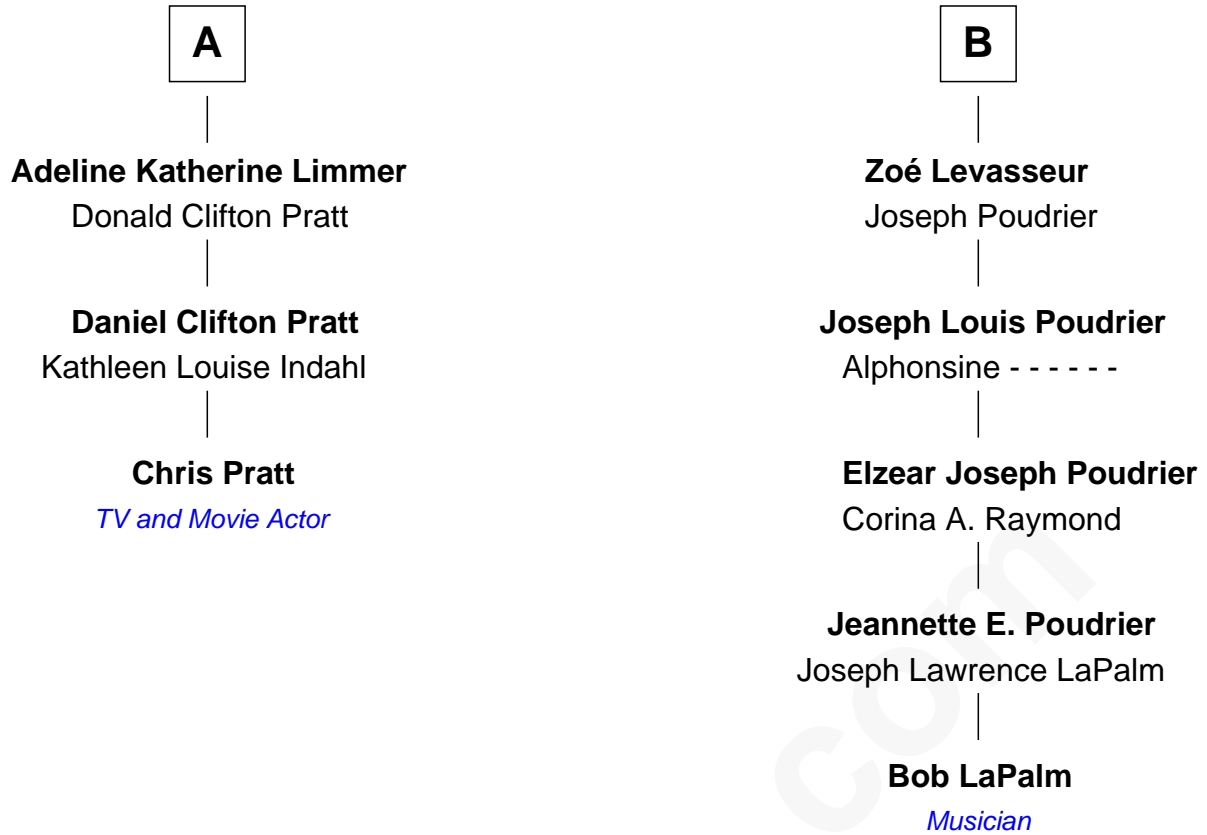 A
Adeline Katherine Limmer
Donald Clifton Pratt
Daniel Clifton Pratt
Kathleen Louise Indahl
Chris Pratt
TV and Movie Actor
B
Zoé Levasseur
Joseph Poudrier
Joseph Louis Poudrier
Alphonsine - - - - - -
Elzear Joseph Poudrier
Corina A. Raymond
Jeannette E. Poudrier
Joseph Lawrence LaPalm
Bob LaPalm
Musician
com